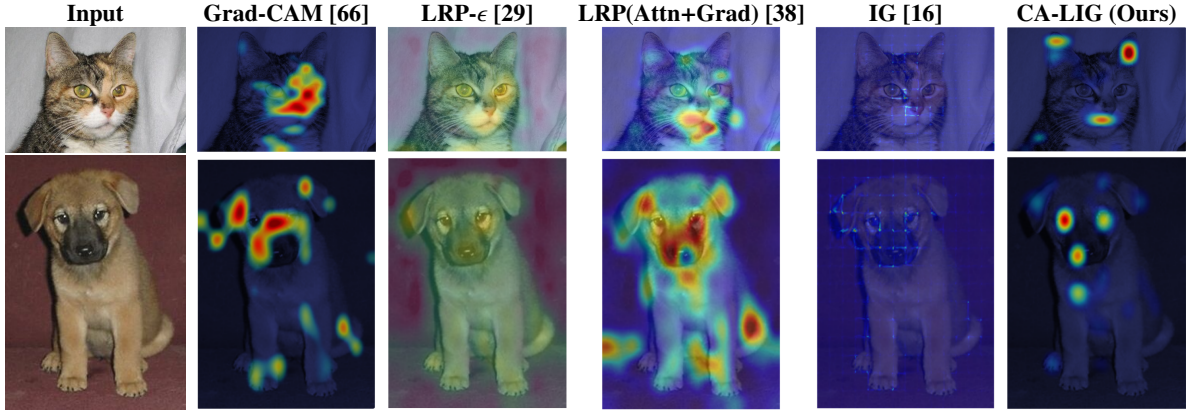 Input Grad-CAM [66] LRP-ϵ [29] LRP(Attn+Grad) [38] IG [16] CA-LIG (Ours)